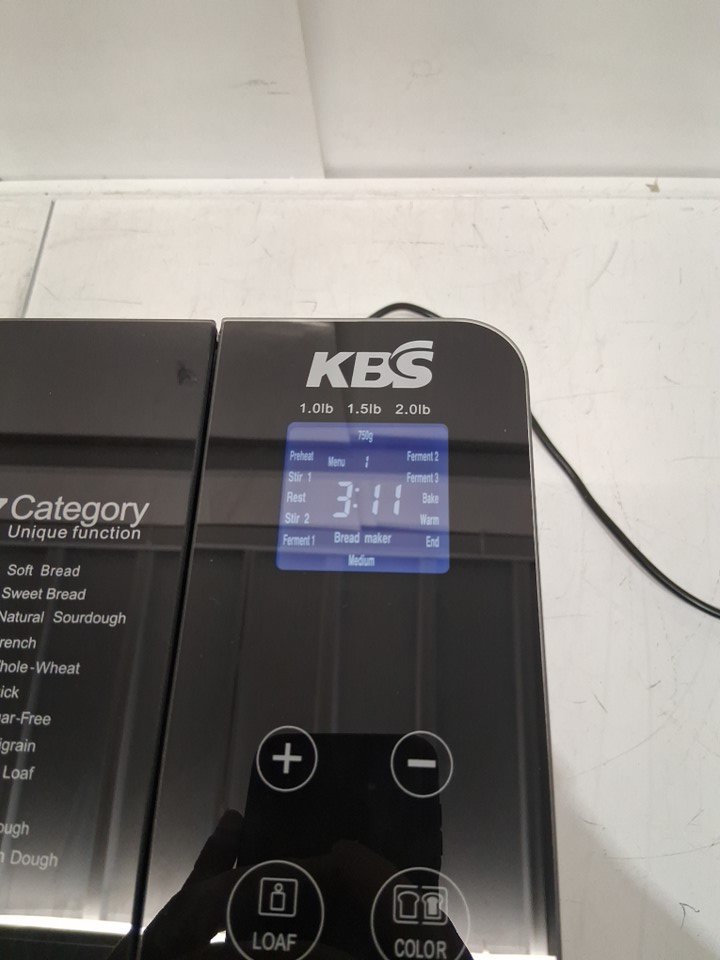 KBS
1.0lb 1.5lb 2.0lb
750g
Preheat
Menu 1
Ferment 2
Stir 1
Ferment 3
Rest
3:11
Bake
Stir 2
Warm
Ferment 1
Bread maker
End
Medium
Category
Unique function
Soft Bread
Sweet Bread
Natural Sourdough
rench
hole-Wheat
ick
ar-Free
igrain
Loaf
ough
n Dough
+
-
LOAF
COLOR